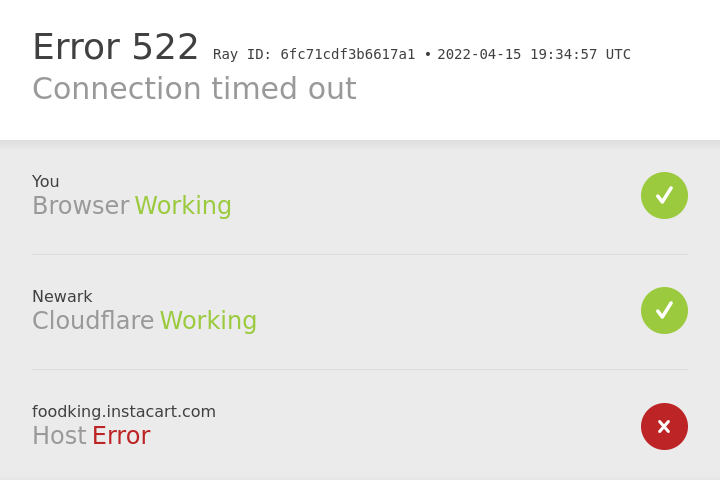 Error 522 Ray ID: 6fc71cdf3b6617a1 • 2022-04-15 19:34:57 UTC
Connection timed out
You
Browser Working
Newark
Cloudflare Working
foodking.instacart.com
Host Error